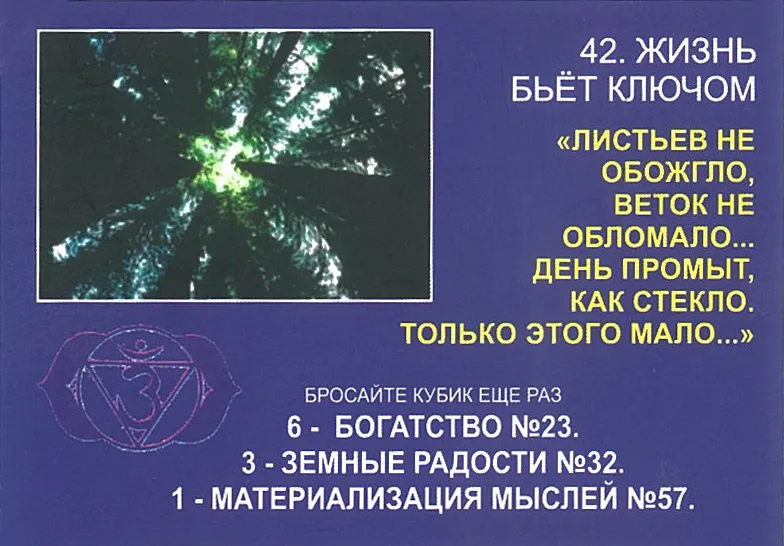 42. ЖИЗНЬ
БЬЁТ КЛЮЧОМ
«ЛИСТЬЕВ НЕ
ОБОЖГЛО,
ВЕТОК НЕ
ОБЛОМАЛО...
ДЕНЬ ПРОМЫТ,
КАК СТЕКЛО.
ТОЛЬКО ЭТОГО МАЛО...»
БРОСАЙТЕ КУБИК ЕЩЕ РАЗ
6 - БОГАТСТВО №23.
3 - ЗЕМНЫЕ РАДОСТИ №32.
1 - МАТЕРИАЛИЗАЦИЯ МЫСЛЕЙ №57.